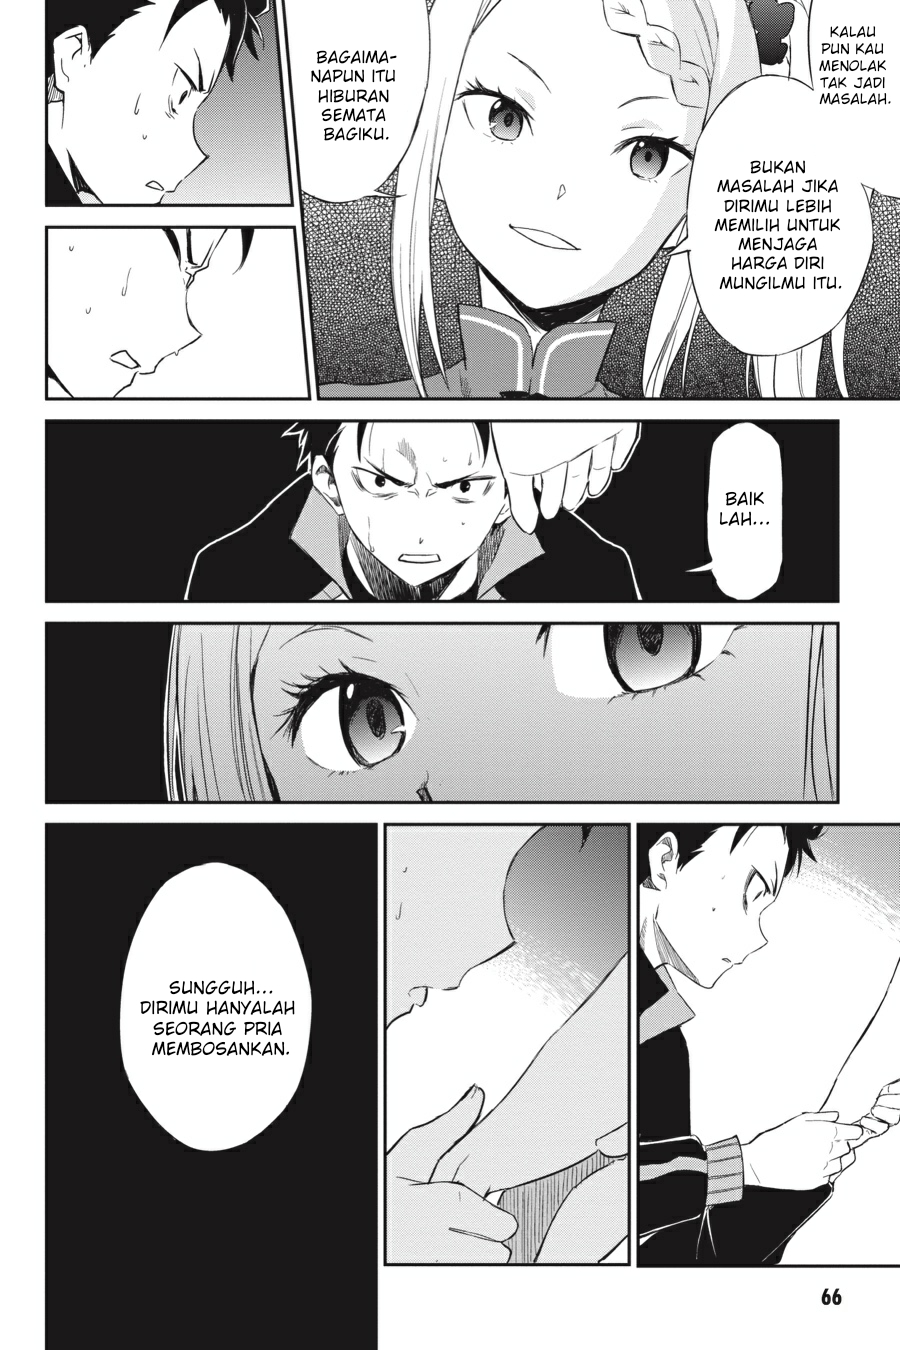 KALAU
PUN KAU
MENOLAK
TAK JADI
MASALAH.
BUKAN
MASALAH JIKA
DIRIMU LEBIH
MEMILIH UNTUK
MENJAGA
HARGA DIRI
MUNGILMU ITU.
BAGAIMA-
NAPUN ITU
HIBURAN
SEMATA
BAGIKU.
BAIK
LAH...
SUNGGUH...
DIRIMU HANYALAH
SEORANG PRIA
MEMBOSANKAN.
66